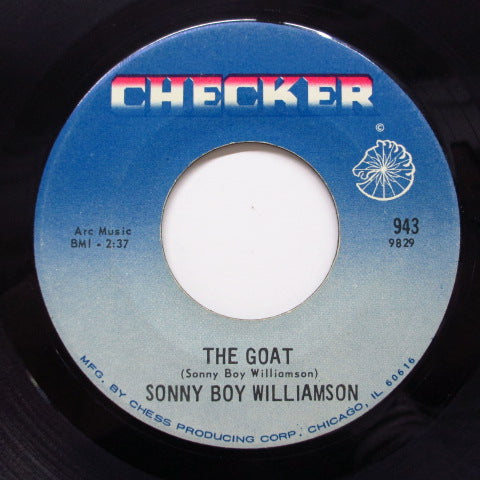 CHECKER
©
Arc Music
BMI - 2:37
943
9829
THE GOAT
(Sonny Boy Williamson)
SONNY BOY WILLIAMSON
MFG. BY CHESS PRODUCING CORP. CHICAGO, IL 60616